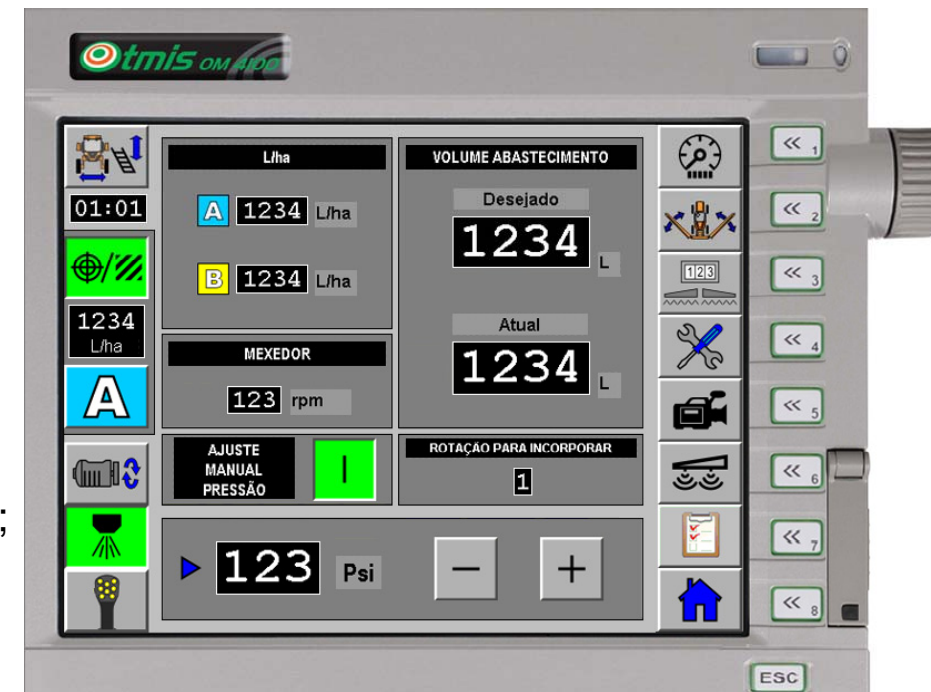 Otmis OM 4100
L/ha
VOLUME ABASTECIMENTO
01:01
A 1234 L/ha
Desejado
1234 L
B 1234 L/ha
1234
L/ha
Atual
1234 L
MEXEDOR
123 rpm
A
AJUSTE
MANUAL
PRESSÃO
I
ROTAÇÃO PARA INCORPORAR
1
123 Psi
- +
123
<< 1
<< 2
<< 3
<< 4
<< 5
<< 6
<< 7
<< 8
ESC
;